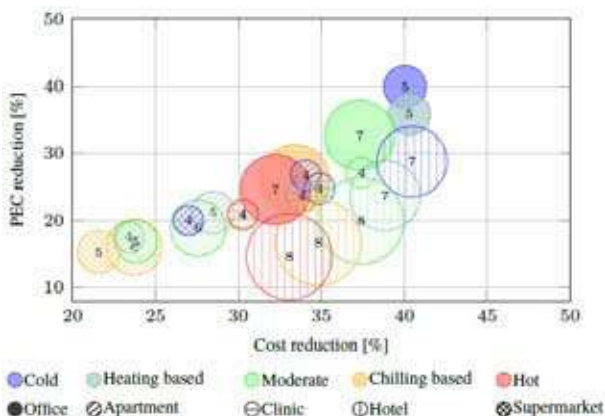 PEC reduction [%]
50
40
30
20
10
5
5
7
7
4
4
4
7
7
8
5
4
4
5
8
8
20
25
30
35
40
45
50
Cost reduction [%]
Cold
Heating based
Moderate
Chilling based
Hot
Office
Apartment
Clinic
Hotel
Supermarket